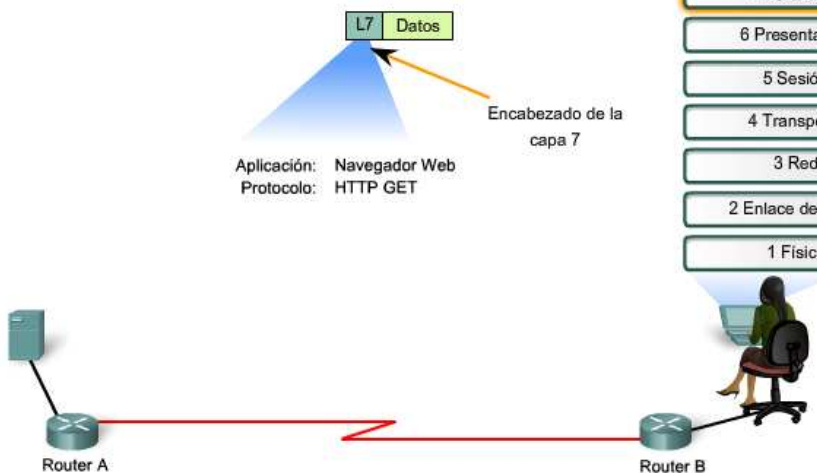 L7 Datos
6 Presenta
5 Sesió
4 Transpo
3 Red
2 Enlace de
1 Físic
Encabezado de la
capa 7
Aplicación: Navegador Web
Protocolo: HTTP GET
Router A
Router B